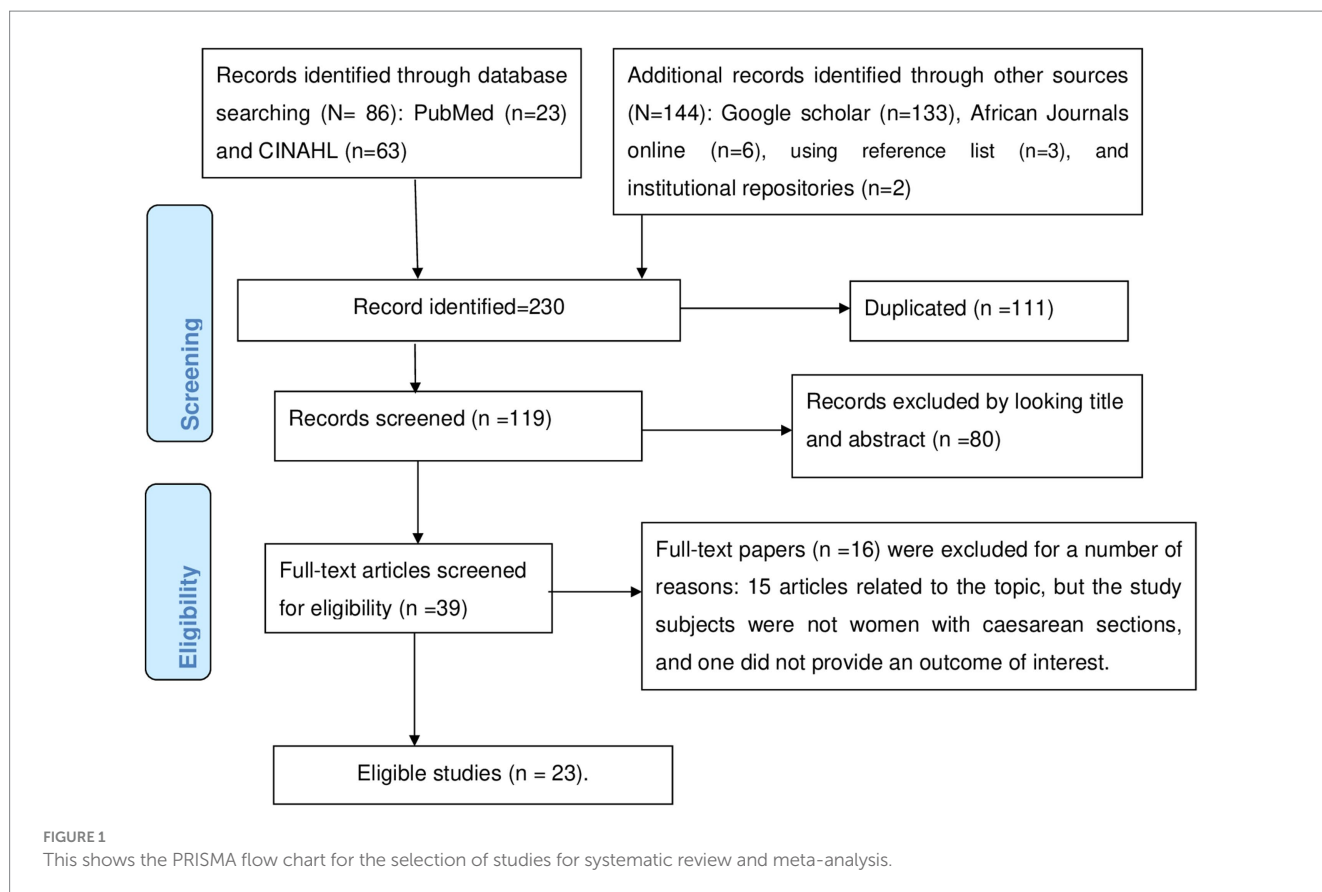 Records identified through database
searching (N= 86): PubMed (n=23)
and CINAHL (n=63)
Additional records identified through other sources
(N=144): Google scholar (n=133), African Journals
online (n=6), using reference list (n=3), and
institutional repositories (n=2)
Screening
Record identified=230
Duplicated (n =111)
Records screened (n =119)
Records excluded by looking title
and abstract (n =80)
Eligibility
Full-text articles screened
for eligibility (n =39)
Full-text papers (n =16) were excluded for a number of
reasons: 15 articles related to the topic, but the study
subjects were not women with caesarean sections,
and one did not provide an outcome of interest.
Eligible studies (n = 23).
FIGURE 1
This shows the PRISMA flow chart for the selection of studies for systematic review and meta-analysis.